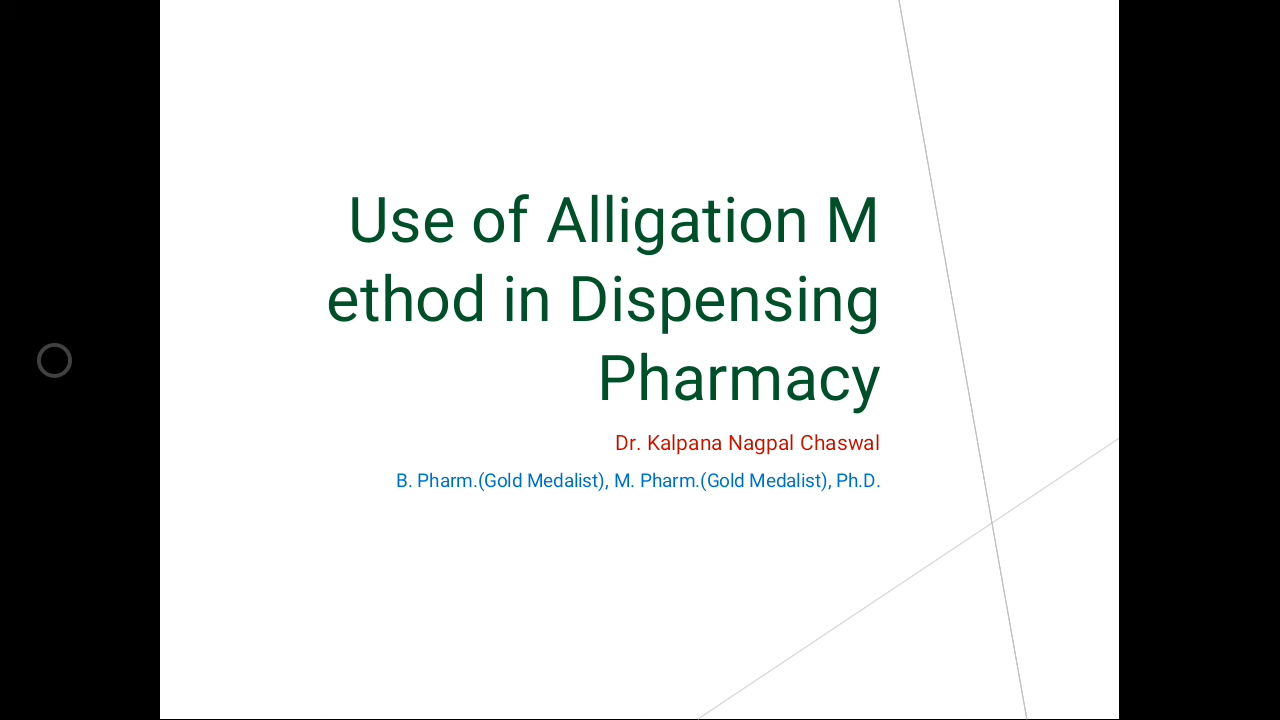 Use of Alligation M
ethod in Dispensing
Pharmacy
Dr. Kalpana Nagpal Chaswal
B. Pharm.(Gold Medalist), M. Pharm.(Gold Medalist), Ph.D.